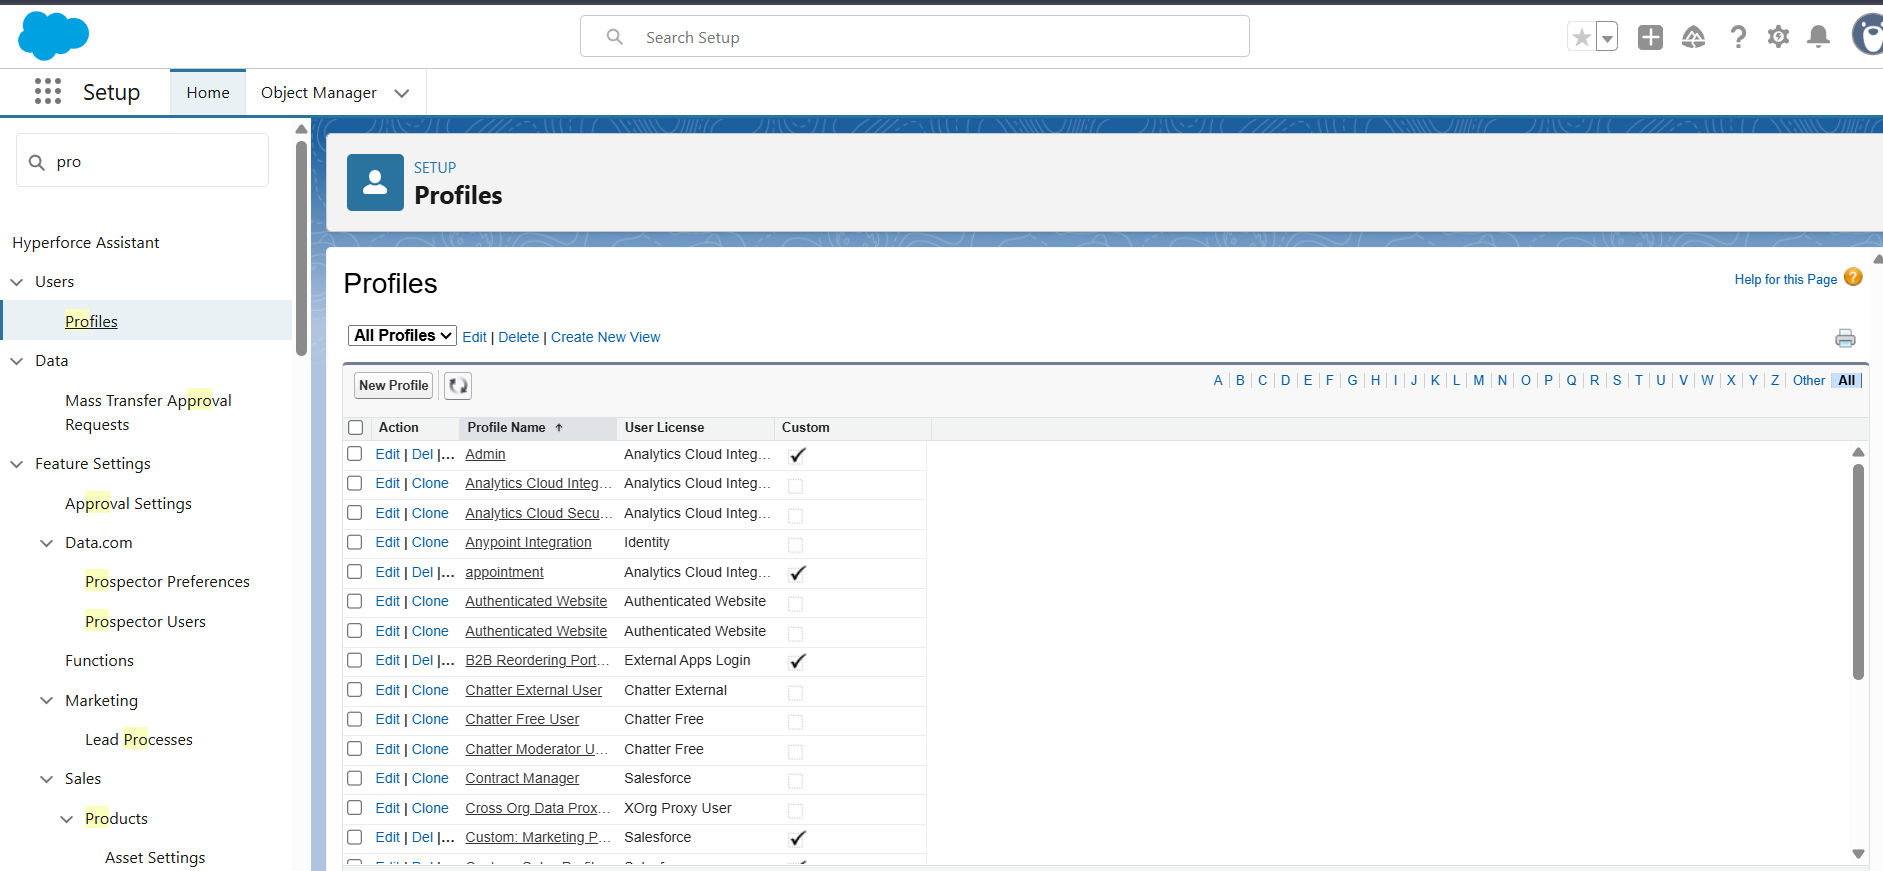 Search Setup
Setup
Home
Object Manager
pro
Hyperforce Assistant
Users
Profiles
Data
Mass Transfer Approval
Requests
Feature Settings
Approval Settings
Data.com
Prospector Preferences
Prospector Users
Functions
Marketing
Lead Processes
Sales
Products
Asset Settings
SETUP
Profiles
Profiles
Help for this Page ?
All Profiles Edit | Delete | Create New View
New Profile
A | B | C | D | E | F | G | H | I | J | K | L | M | N | O | P | Q | R | S | T | U | V | W | X | Y | Z | Other | All
Action Profile Name ↑ User License Custom
Edit | Del |... Admin Analytics Cloud Integ... ✓
Edit | Clone Analytics Cloud Integ... Analytics Cloud Integ...
Edit | Clone Analytics Cloud Secu... Analytics Cloud Integ...
Edit | Clone Anypoint Integration Identity
Edit | Del |... appointment Analytics Cloud Integ... ✓
Edit | Clone Authenticated Website Authenticated Website
Edit | Clone Authenticated Website Authenticated Website
Edit | Del |... B2B Reordering Port... External Apps Login ✓
Edit | Clone Chatter External User Chatter External
Edit | Clone Chatter Free User Chatter Free
Edit | Clone Chatter Moderator U... Chatter Free
Edit | Clone Contract Manager Salesforce
Edit | Clone Cross Org Data Prox... XOrg Proxy User
Edit | Del |... Custom: Marketing P... Salesforce ✓